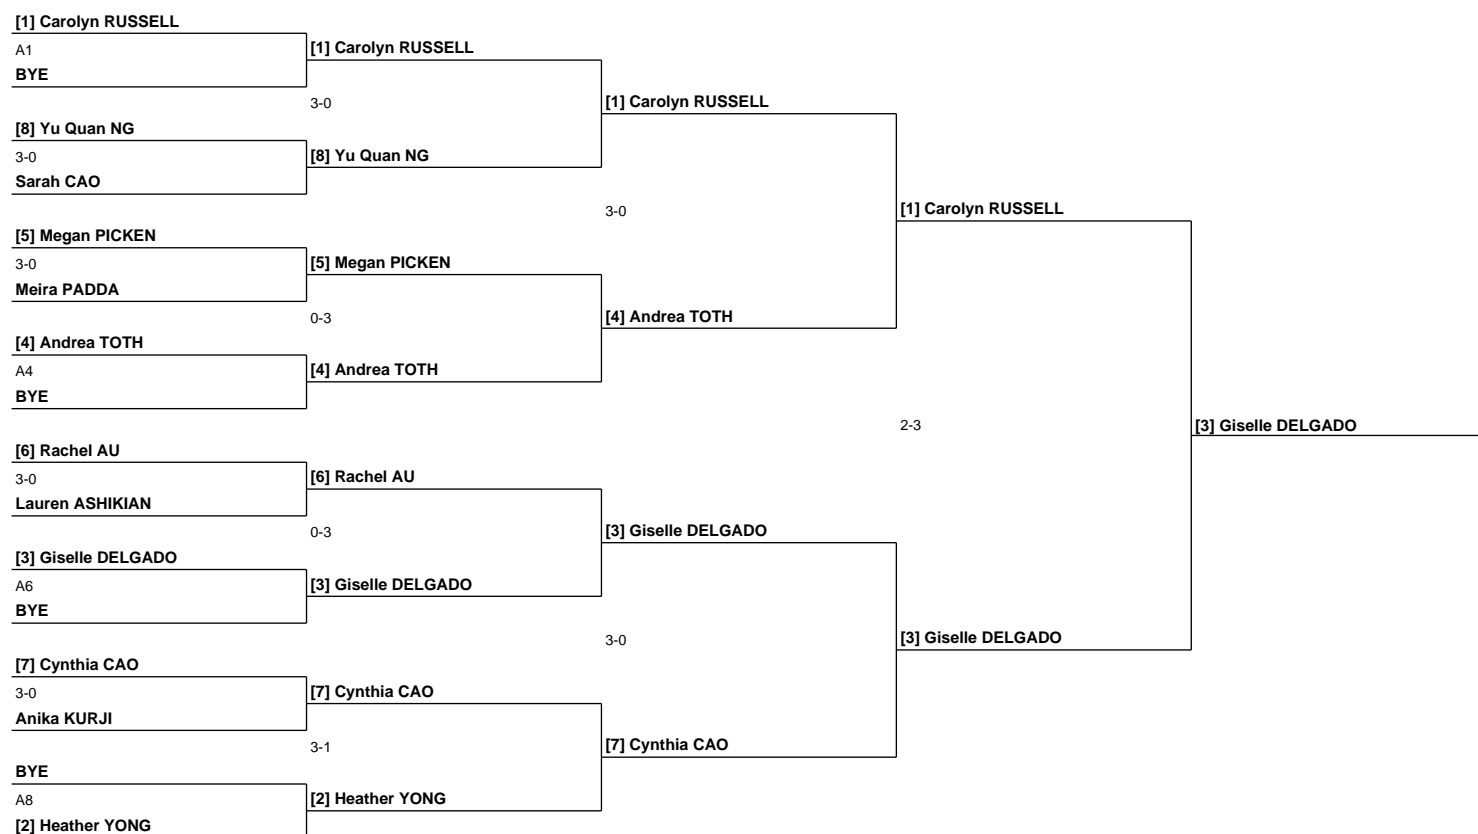 [1] Carolyn RUSSELL
A1
[1] Carolyn RUSSELL
BYE
3-0
[1] Carolyn RUSSELL
[8] Yu Quan NG
3-0
[8] Yu Quan NG
Sarah CAO
3-0
[1] Carolyn RUSSELL
[5] Megan PICKEN
3-0
[5] Megan PICKEN
Meira PADDA
0-3
[4] Andrea TOTH
[4] Andrea TOTH
A4
[4] Andrea TOTH
BYE
2-3
[3] Giselle DELGADO
[6] Rachel AU
3-0
[6] Rachel AU
Lauren ASHIKIAN
0-3
[3] Giselle DELGADO
[3] Giselle DELGADO
A6
[3] Giselle DELGADO
BYE
3-0
[3] Giselle DELGADO
[7] Cynthia CAO
3-0
[7] Cynthia CAO
Anika KURJI
3-1
[7] Cynthia CAO
BYE
A8
[2] Heather YONG
[2] Heather YONG